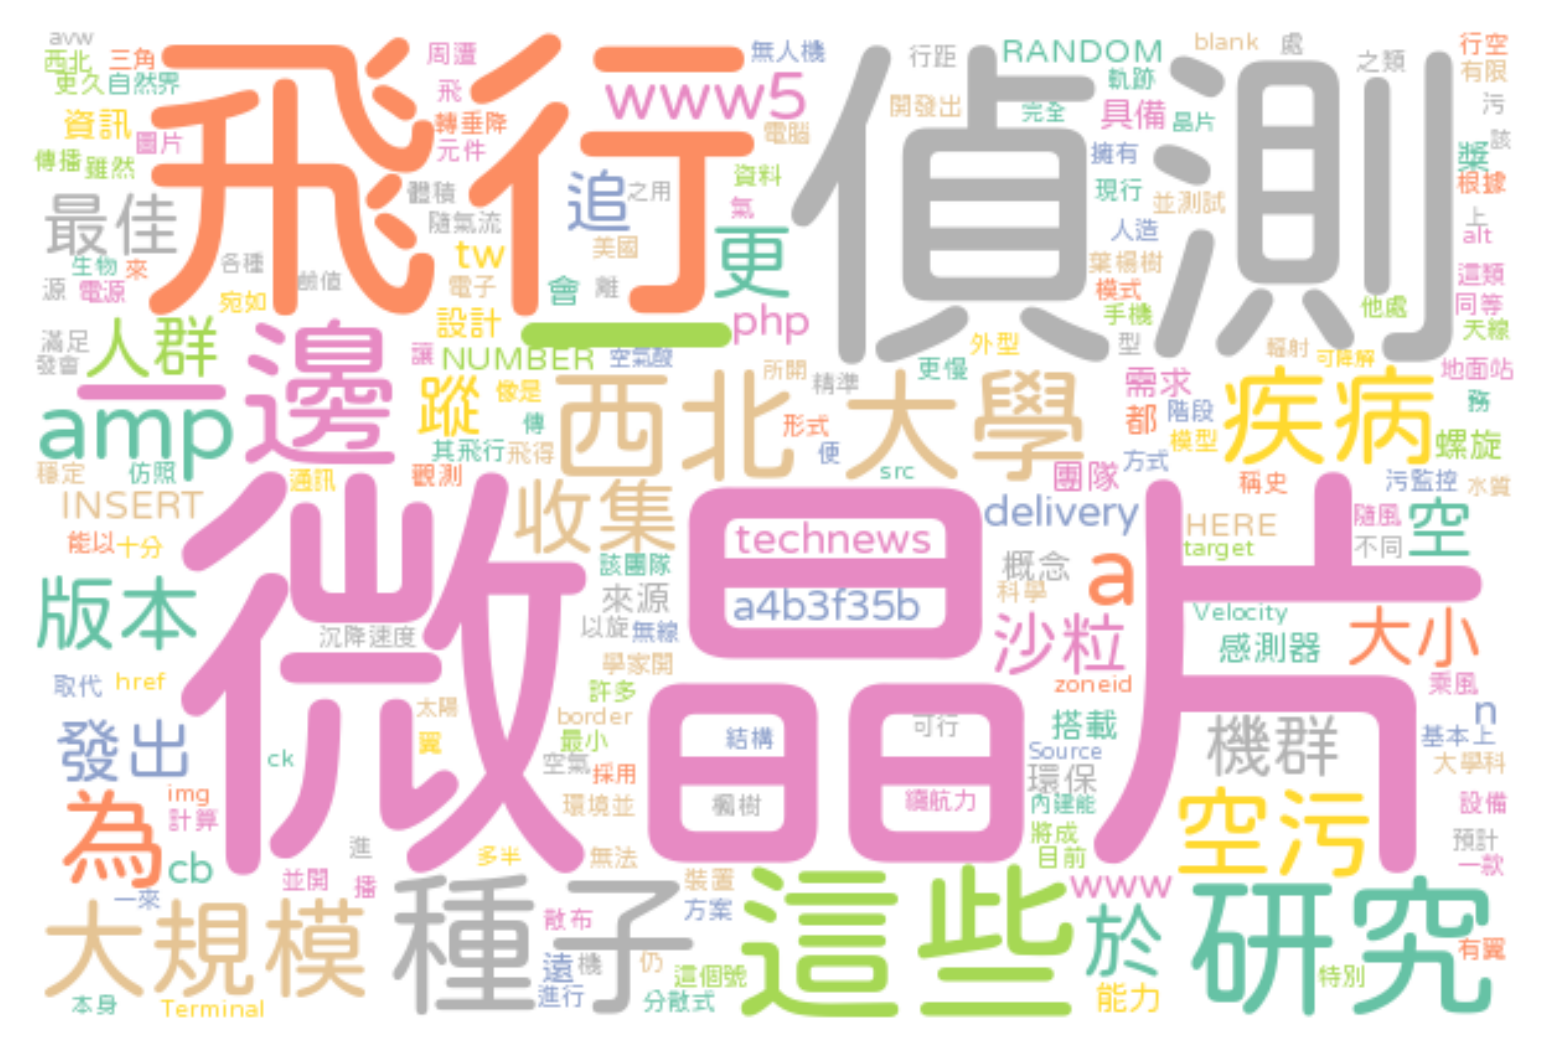 avw
西北
三角
更久
自然界
資訊
圖片
傳播
雖然
最佳
生物
來
源
電源
各種
宛如
飛行
周遭
飛
轉垂降
元件
體積
隨氣流
tw
電子
設計
www5
無人機
電腦
追
之用
資料
氣
美國
更
會
離
php
偵測
行距
RANDOM
blank
處
之類
行空
有限
開發出
軌跡
完全
具備
晶片
污
該
獎
根據
擁有
現行
並測試
人造
葉楊樹
模式
手機
上
alt
這類
同等
他處
天線
滿足
發會
人群
邊
讓
NUMBER
空氣酸
外型
型
輻射
可降解
地面站
更慢
所開
精準
amp
蹤
像是
傳
其飛行
飛得
西北大學
形式
便
src
需求
都
階段
模型
方式
疾病
務
螺旋
穩定
仿照
通訊
觀測
團隊
稱史
污監控
水質
INSERT
能以
十分
收集
delivery
HERE
target
隨風
不同
空
微晶片
technews
a4b3f35b
該團隊
來源
以旋
無線
學家開
概念
科學
a
沙粒
zoneid
Velocity
感測器
大小
乘風
版本
沉降速度
取代
href
許多
border
最小
空氣
採用
環境並
無法
太陽
翼
結構
可行
楓樹
續航力
搭載
Source
環保
內建能
將成
目前
機群
n
基本上
大學科
設備
預計
一款
發出
ck
img
計算
為
cb
進
多半
空污
並開
播
一來
大規模
種子
散布
裝置
方案
遠
機
仍
進行
這個號
分散式
這些
www
於
能力
研究
特別
有翼
本身
Terminal